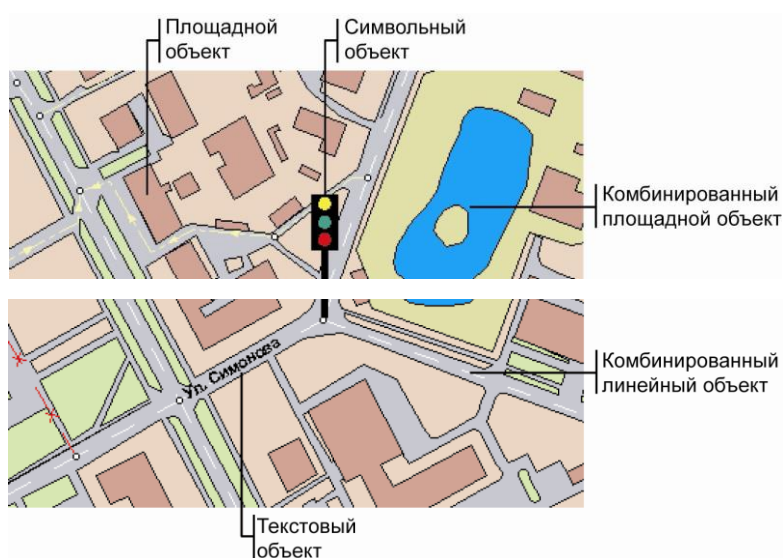 Площадной
объект
Символьный
объект
Комбинированный
площадной объект
Комбинированный
линейный объект
Ул. Симонова
Текстовый
объект